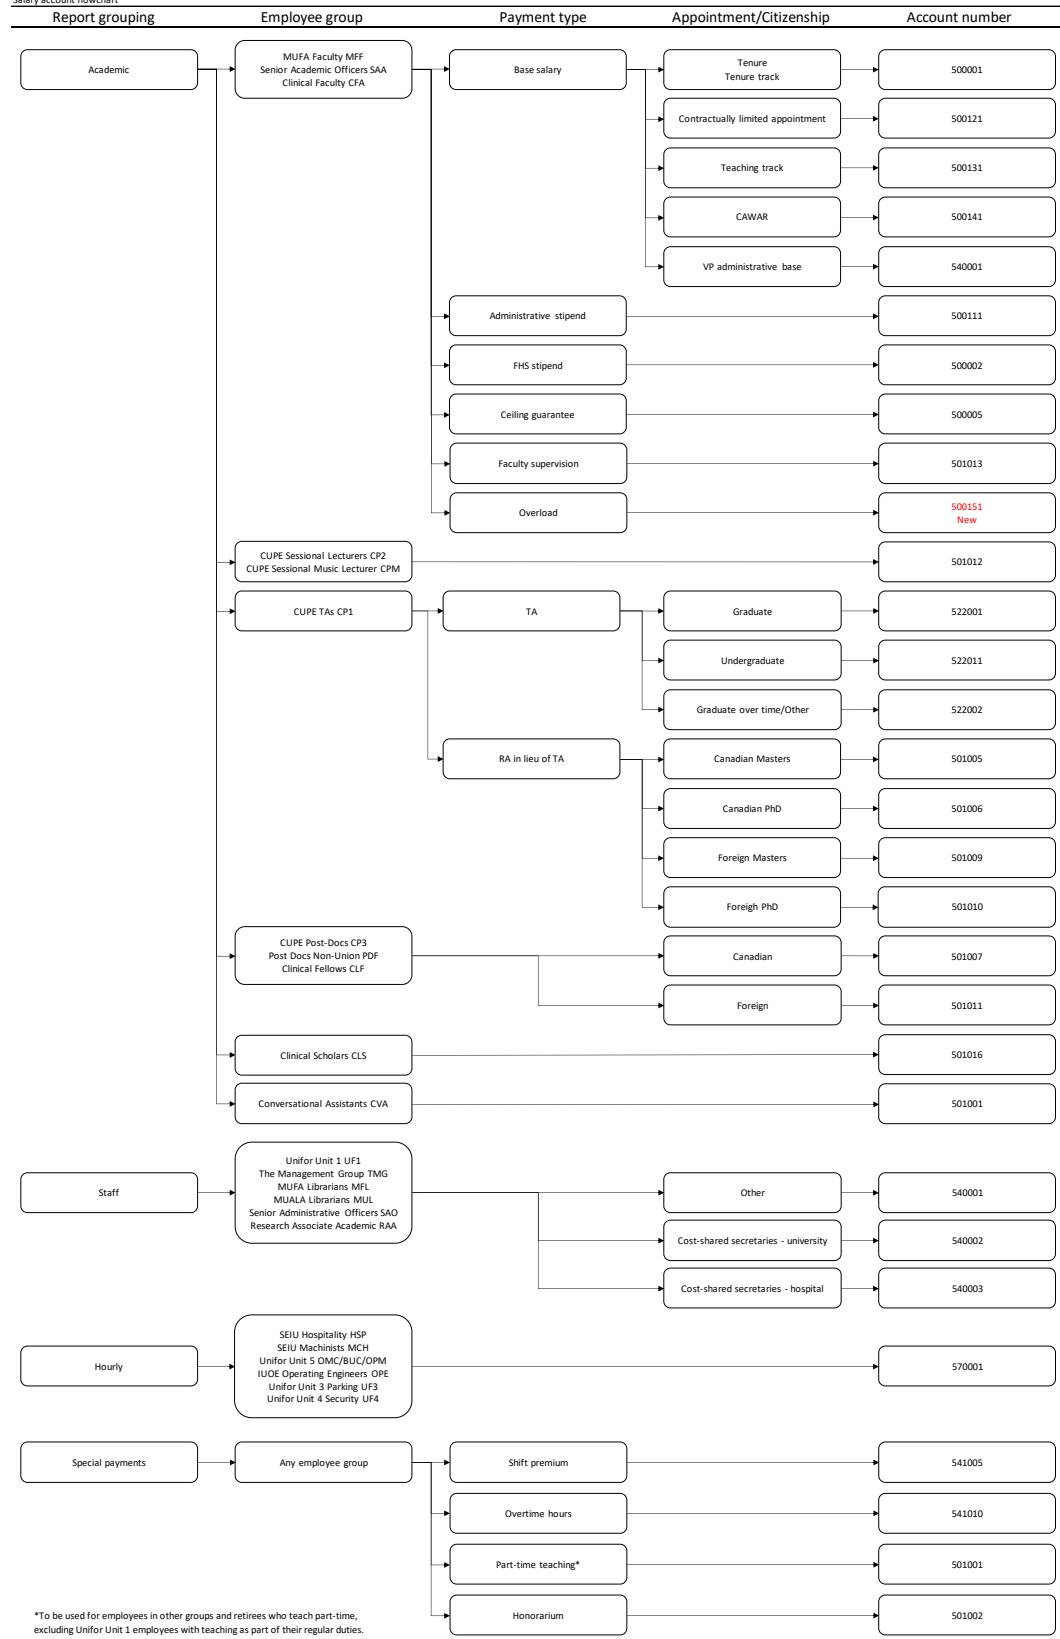 Salary account flowchart
Report grouping Employee group Payment type Appointment/Citizenship Account number
Academic
MUFA Faculty MFF
Senior Academic Officers SAA
Clinical Faculty CFA
Base salary
Tenure
Tenure track
500001
Contractually limited appointment
500121
Teaching track
500131
CAWAR
500141
VP administrative base
540001
Administrative stipend
500111
FHS stipend
500002
Ceiling guarantee
500005
Faculty supervision
501013
Overload
500151
New
CUPE Sessional Lecturers CP2
CUPE Sessional Music Lecturer CPM
501012
CUPE TAs CP1
TA
Graduate
522001
Undergraduate
522011
Graduate over time/Other
522002
RA in lieu of TA
Canadian Masters
501005
Canadian PhD
501006
Foreign Masters
501009
Foreigh PhD
501010
CUPE Post-Docs CP3
Post Docs Non-Union PDF
Clinical Fellows CLF
Canadian
501007
Foreign
501011
Clinical Scholars CLS
501016
Conversational Assistants CVA
501001
Staff
Unifor Unit 1 UF1
The Management Group TMG
MUFA Librarians MFL
MUALA Librarians MUL
Senior Administrative Officers SAO
Research Associate Academic RAA
Other
540001
Cost-shared secretaries - university
540002
Cost-shared secretaries - hospital
540003
Hourly
SEIU Hospitality HSP
SEIU Machinists MCH
Unifor Unit 5 OMC/BUC/OPM
IUOE Operating Engineers OPE
Unifor Unit 3 Parking UF3
Unifor Unit 4 Security UF4
570001
Special payments
Any employee group
Shift premium
541005
Overtime hours
541010
Part-time teaching*
501001
Honorarium
501002
*To be used for employees in other groups and retirees who teach part-time,
excluding Unifor Unit 1 employees with teaching as part of their regular duties.